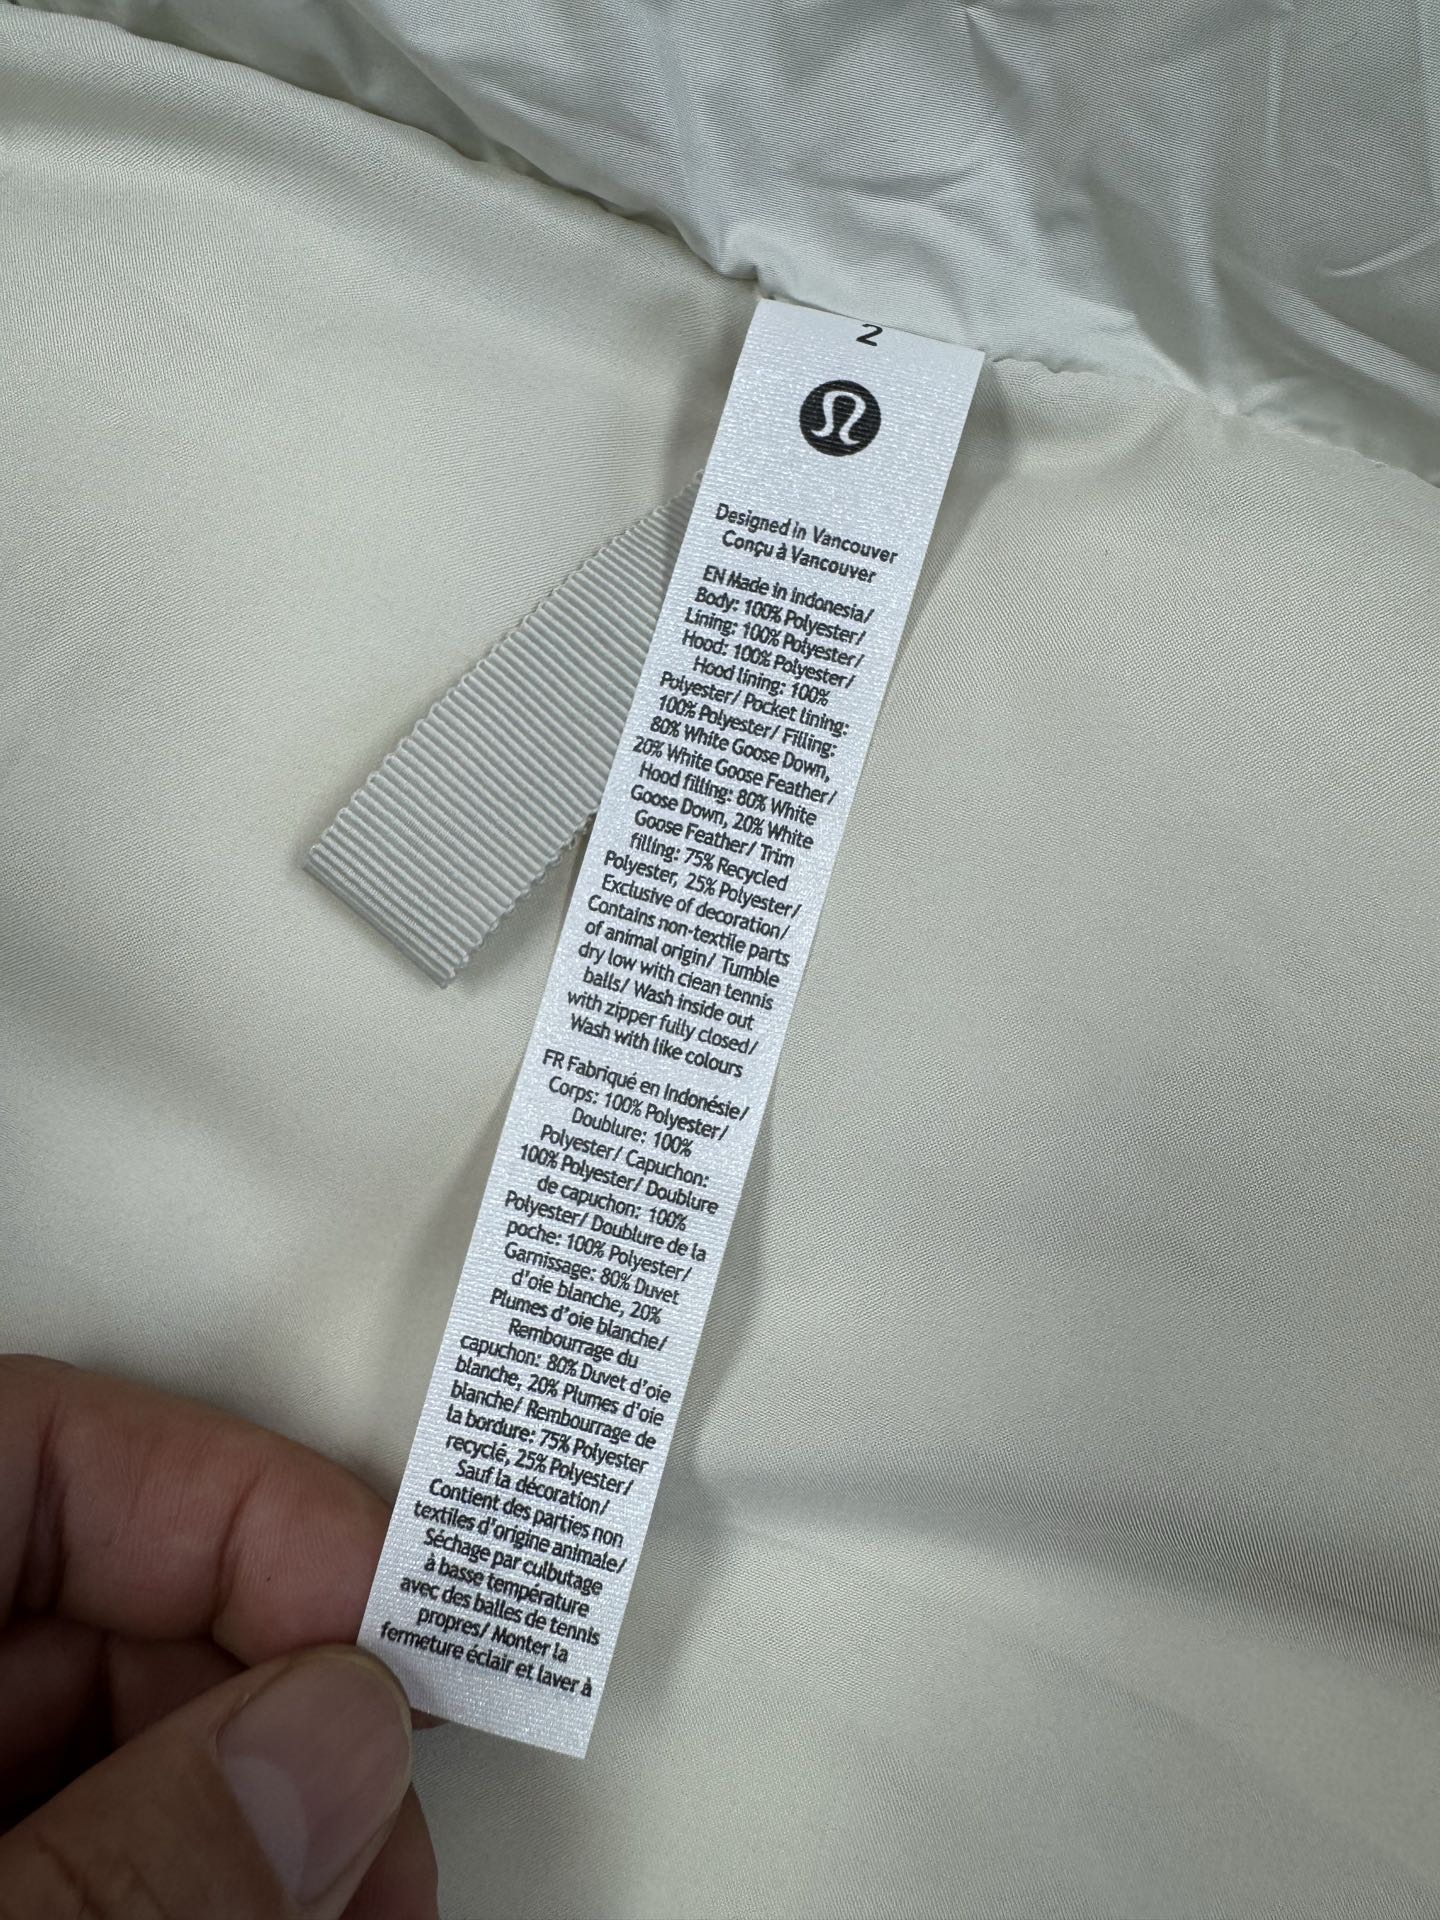 2
Designed in Vancouver
Conçu à Vancouver
EN Made in Indonesia/
Body: 100% Polyester/
Lining: 100% Polyester/
Hood: 100% Polyester/
Hood lining: 100%
Polyester/ Pocket lining:
100% Polyester/ Filling:
80% White Goose Down,
20% White Goose Feather/
Hood filling: 80% White
Goose Down, 20% White
Goose Feather/ Trim
filling: 75% Recycled
Polyester, 25% Polyester/
Exclusive of decoration/
Contains non-textile parts
of animal origin/ Tumble
dry low with clean tennis
balls/ Wash inside out
with zipper fully closed/
Wash with like colours
FR Fabriqué en Indonésie/
Corps: 100% Polyester/
Doublure: 100%
Polyester/ Capuchon:
100% Polyester/ Doublure
de capuchon: 100%
Polyester/ Doublure de la
poche: 100% Polyester/
Garnissage: 80% Duvet
d'oie blanche, 20%
Plumes d'oie blanche/
Rembourrage du
capuchon: 80% Duvet d'oie
blanche, 20% Plumes d'oie
blanche/ Rembourrage de
la bordure: 75% Polyester
recyclé, 25% Polyester/
Sauf la décoration/
Contient des parties non
textiles d'origine animale/
Séchage par culbutage
à basse température
avec des balles de tennis
propres/ Monter la
fermeture éclair et laver à